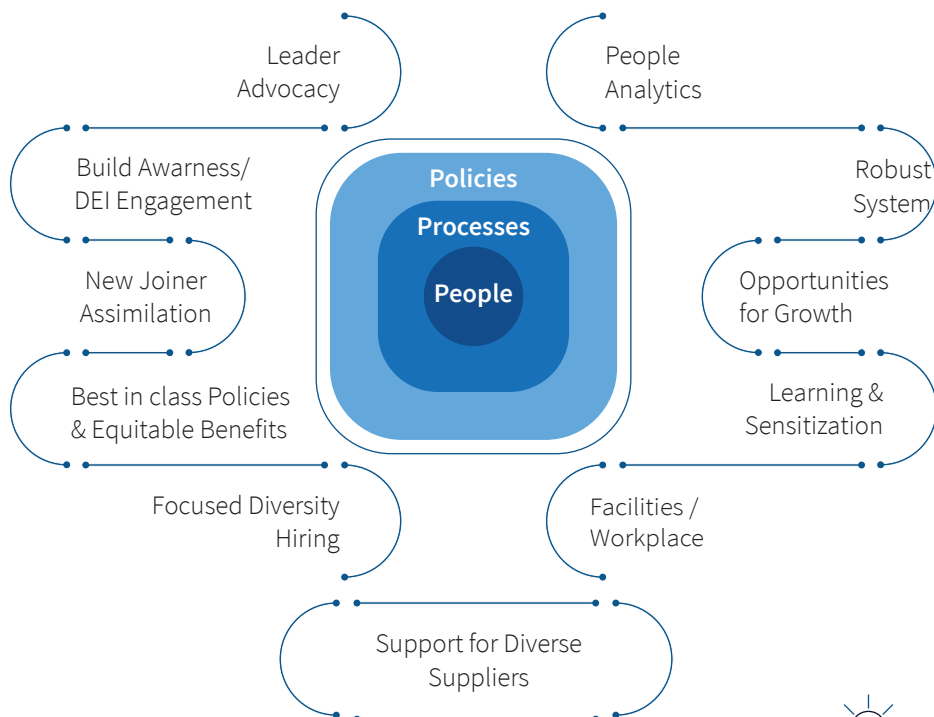 Leader
Advocacy
People
Analytics
Build Awarness/
DEI Engagement
Policies
Robust
System
Processes
New Joiner
Assimilation
People
Opportunities
for Growth
Best in class Policies
& Equitable Benefits
Learning &
Sensitization
Focused Diversity
Hiring
Facilities /
Workplace
Support for Diverse
Suppliers